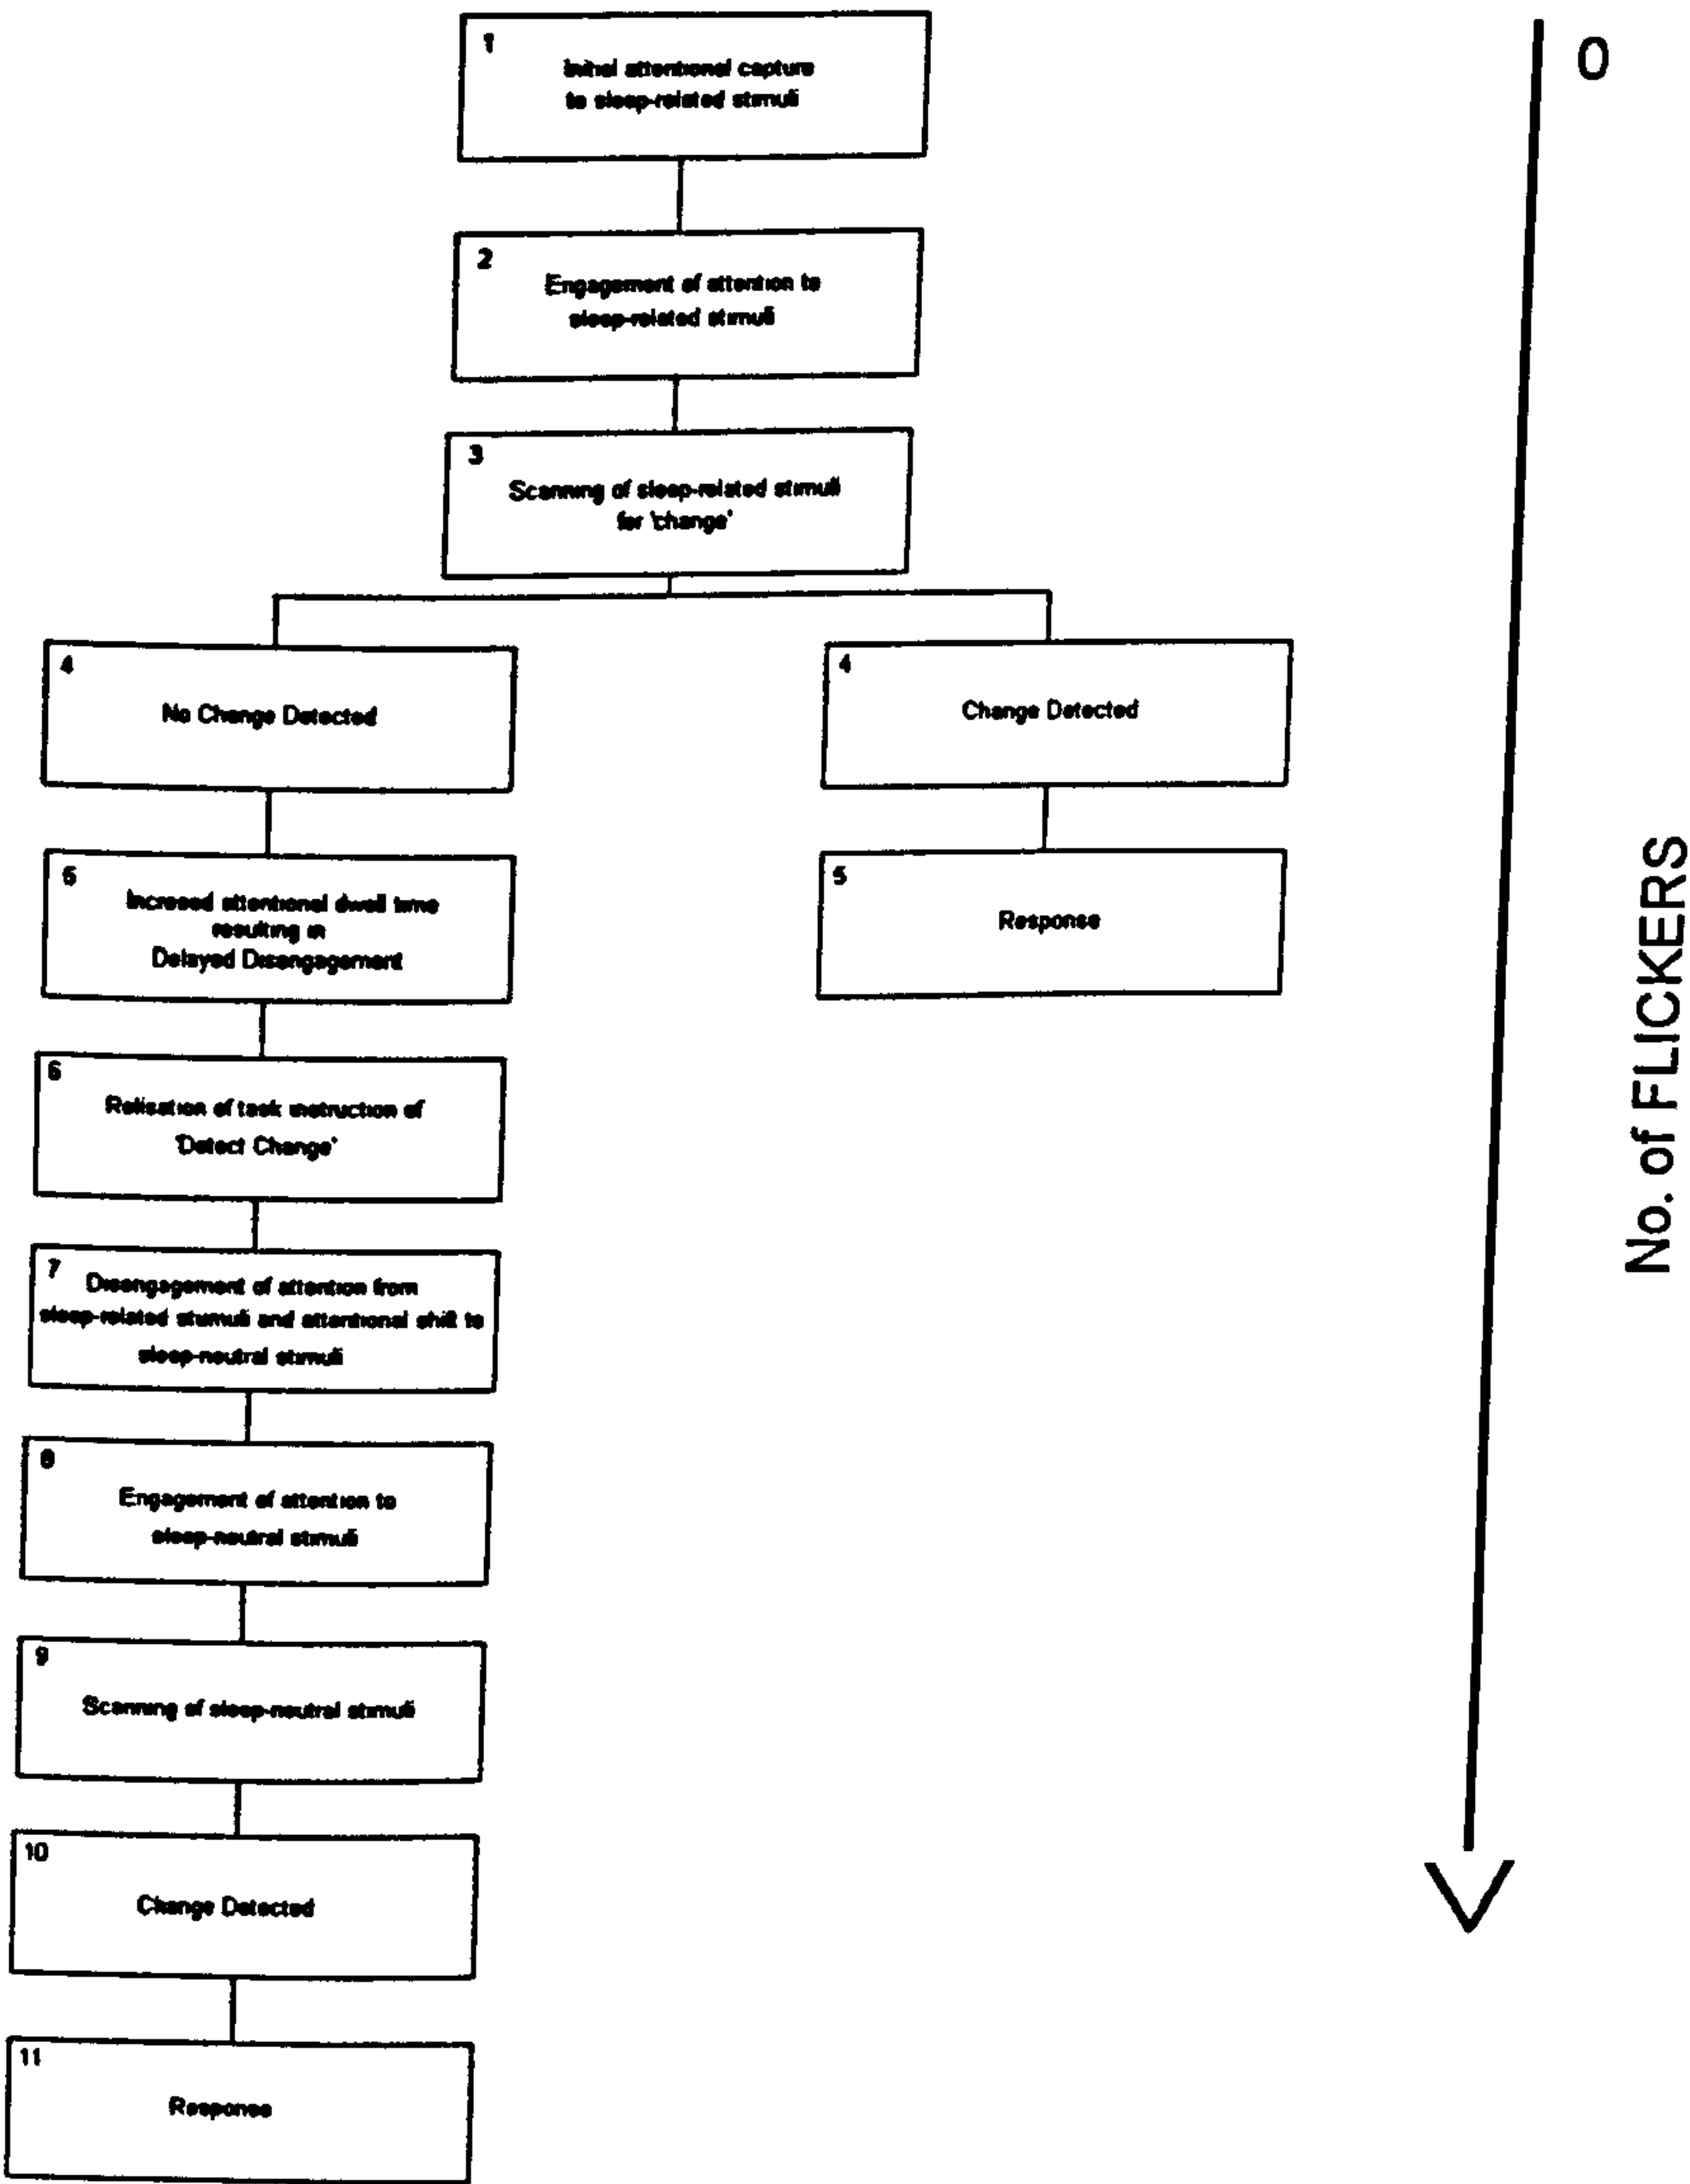 1
Initial attentional capture
to sleep-related stimuli
0
2
Engagement of attention to
sleep-related stimuli
3
Scanning of sleep-related stimuli
for 'change'
4
No Change Detected
4
Change Detected
5
Increased attentional dwell time
resulting in
Delayed Disengagement
5
Response
No. of FLICKERS
6
Relisation of task instruction of
'Detect Change'
7
Disengagement of attention from
sleep-related stumuli and attentional shift to
sleep-neutral stimuli
8
Engagement of attention to
sleep-neutral stimuli
9
Scanning of sleep-neutral stimuli
10
Change Detected
11
Response